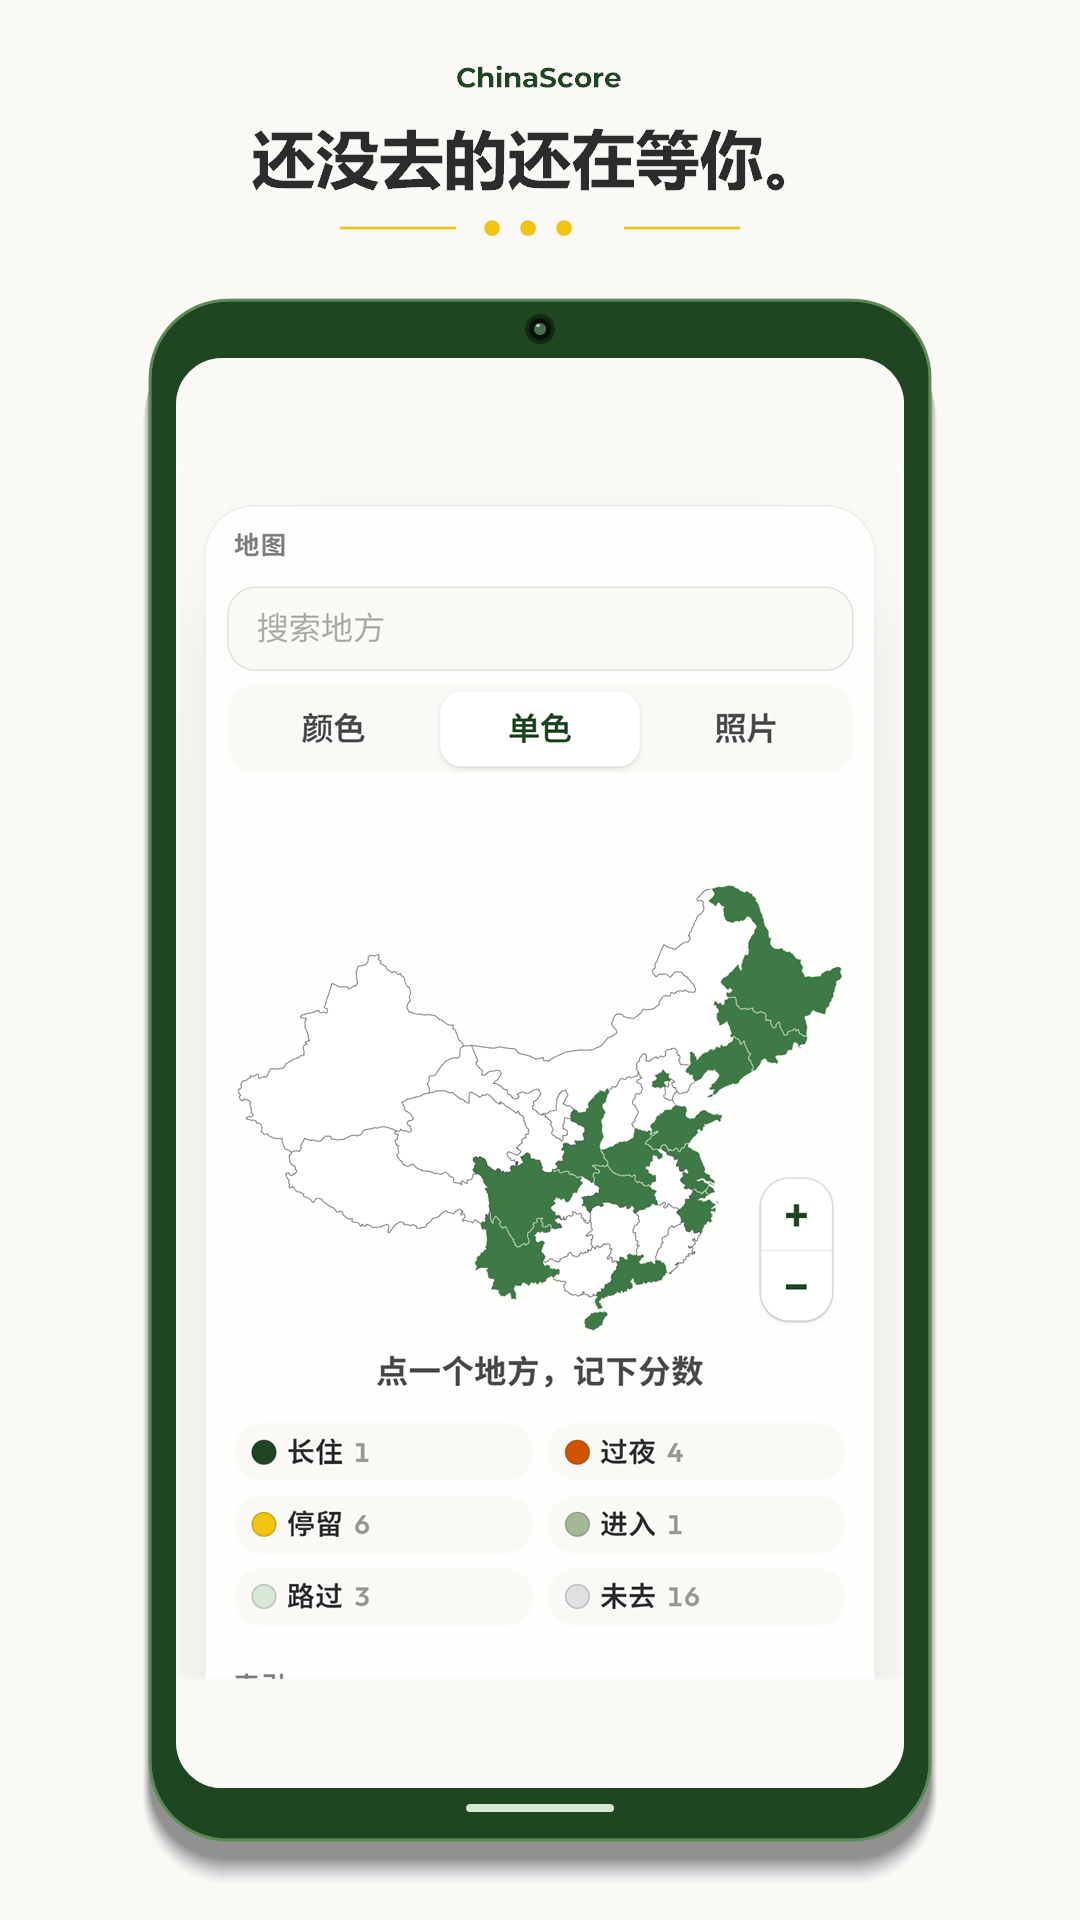 ChinaScore
还没去的还在等你。
地图
搜索地方
颜色 单色 照片
+
−
点一个地方，记下分数
长住 1 过夜 4
停留 6 进入 1
路过 3 未去 16